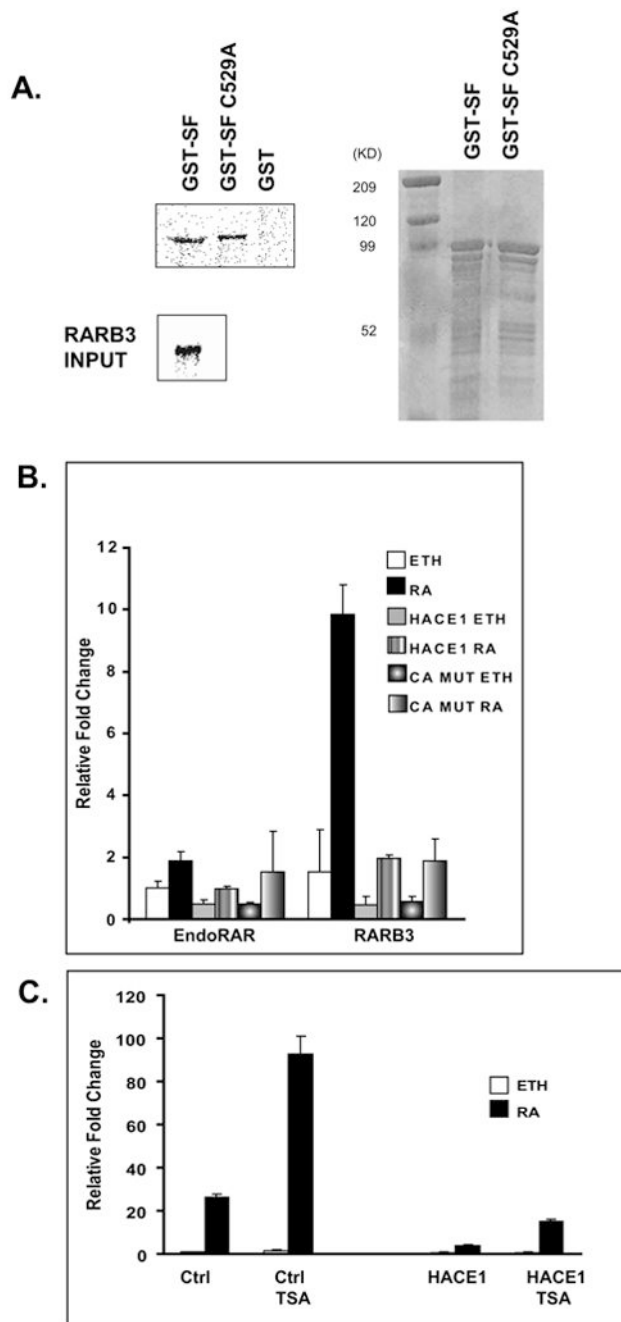 A.
GST-SF
GST-SF C529A
GST
RARB3
INPUT
(KD)
209
120
99
52
GST-SF
GST-SF C529A
B.
Relative Fold Change
12
10
8
6
4
2
0
ETH
RA
HACE1 ETH
HACE1 RA
CA MUT ETH
CA MUT RA
EndoRAR
RARB3
C.
Relative Fold Change
120
100
80
60
40
20
0
ETH
RA
Ctrl
Ctrl
TSA
HACE1
HACE1
TSA